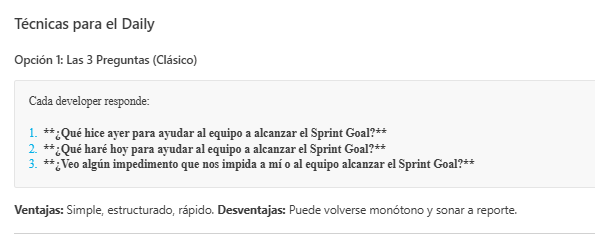 Técnicas para el Daily
Opción 1: Las 3 Preguntas (Clásico)
Cada developer responde:
1. **¿Qué hice ayer para ayudar al equipo a alcanzar el Sprint Goal?**
2. **¿Qué haré hoy para ayudar al equipo a alcanzar el Sprint Goal?**
3. **¿Veo algún impedimento que nos impida a mí o al equipo alcanzar el Sprint Goal?**
Ventajas: Simple, estructurado, rápido. Desventajas: Puede volverse monótono y sonar a reporte.